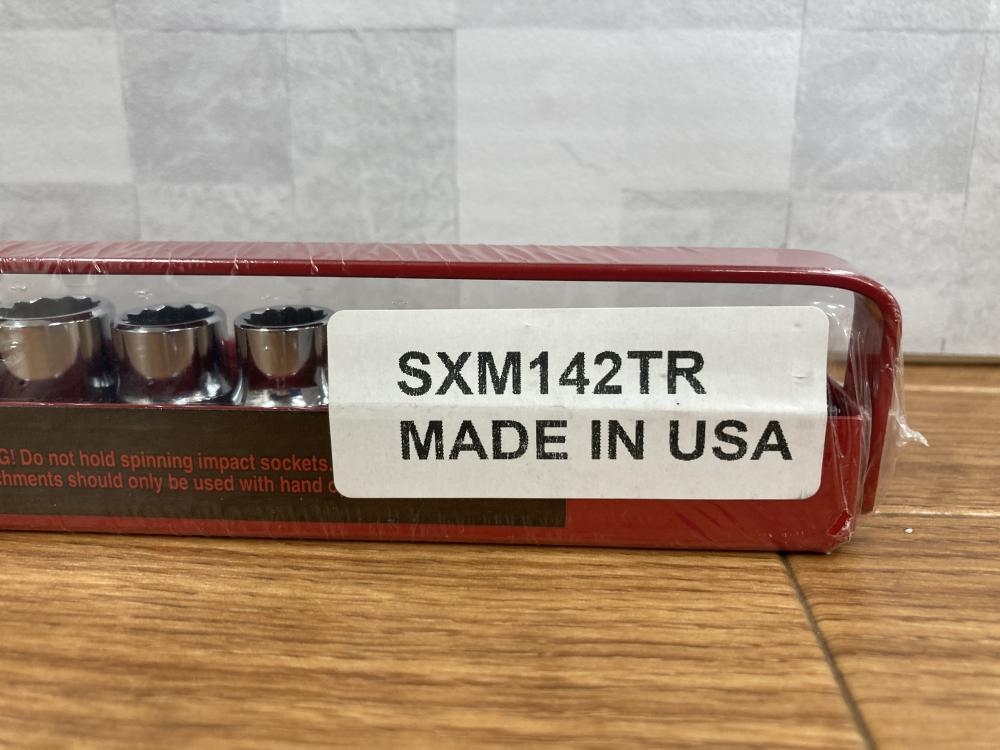 SXM142TR
MADE IN USA
G! Do not hold spinning impact sockets.
chments should only be used with hand